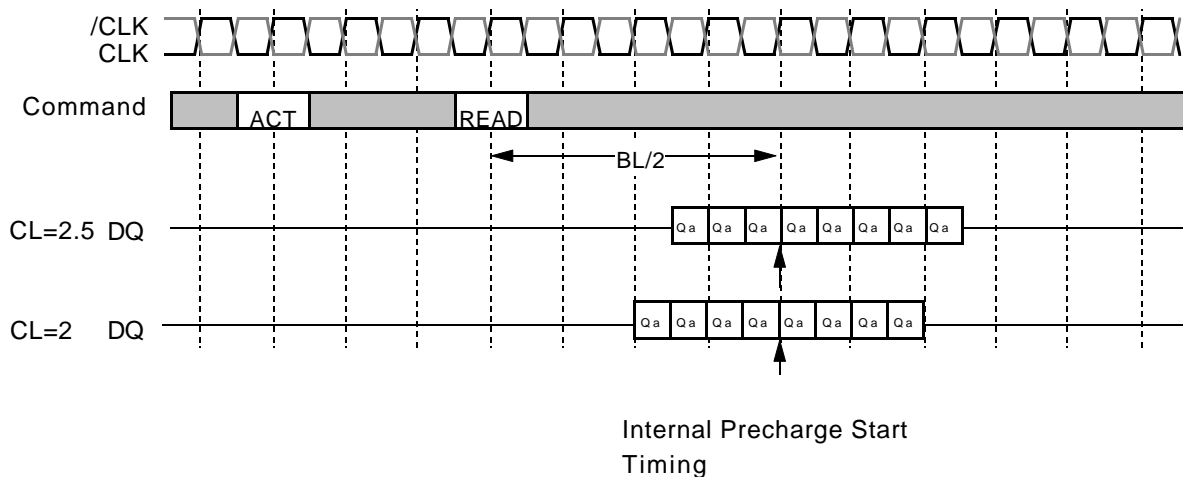 /CLK
CLK
Command
ACT
READ
BL/2
CL=2.5 DQ
Qa Qa Qa Qa Qa Qa Qa Qa
CL=2 DQ
Qa Qa Qa Qa Qa Qa Qa Qa
Internal Precharge Start
Timing